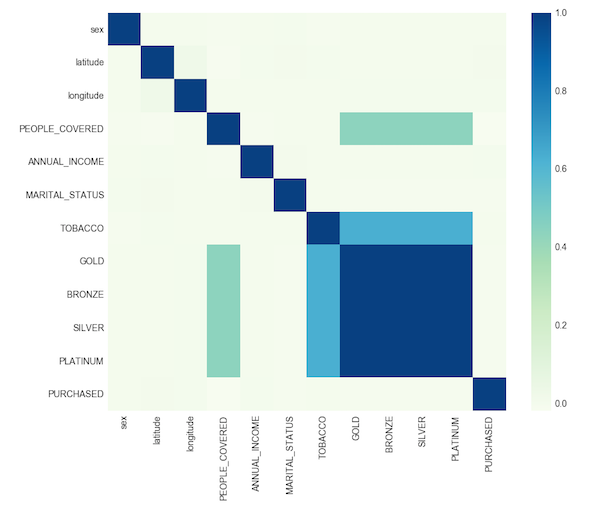 sex
latitude
longitude
PEOPLE_COVERED
ANNUAL_INCOME
MARITAL_STATUS
TOBACCO
GOLD
BRONZE
SILVER
PLATINUM
PURCHASED
sex
latitude
longitude
PEOPLE_COVERED
ANNUAL_INCOME
MARITAL_STATUS
TOBACCO
GOLD
BRONZE
SILVER
PLATINUM
PURCHASED
1.0
0.8
0.6
0.4
0.2
0.0